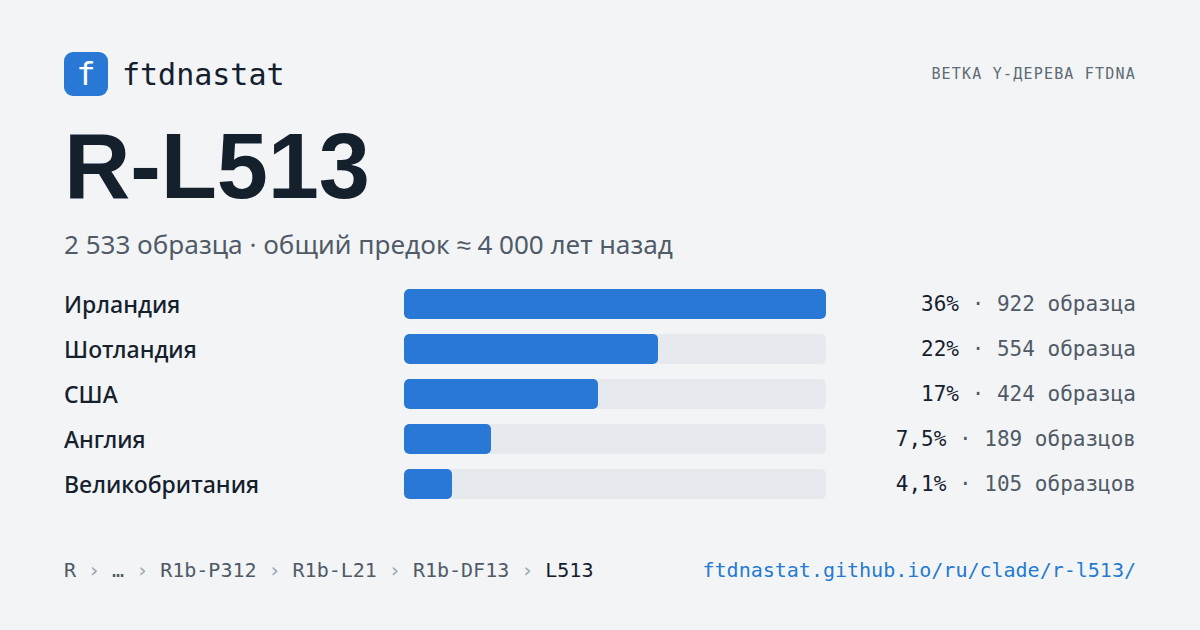 f ftdnastat
ВЕТКА Y-ДЕРЕВА FTDNA
R-L513
2 533 образца · общий предок ≈ 4 000 лет назад
Ирландия 36% · 922 образца
Шотландия 22% · 554 образца
США 17% · 424 образца
Англия 7,5% · 189 образцов
Великобритания 4,1% · 105 образцов
R › … › R1b-P312 › R1b-L21 › R1b-DF13 › L513
ftdnastat.github.io/ru/clade/r-l513/